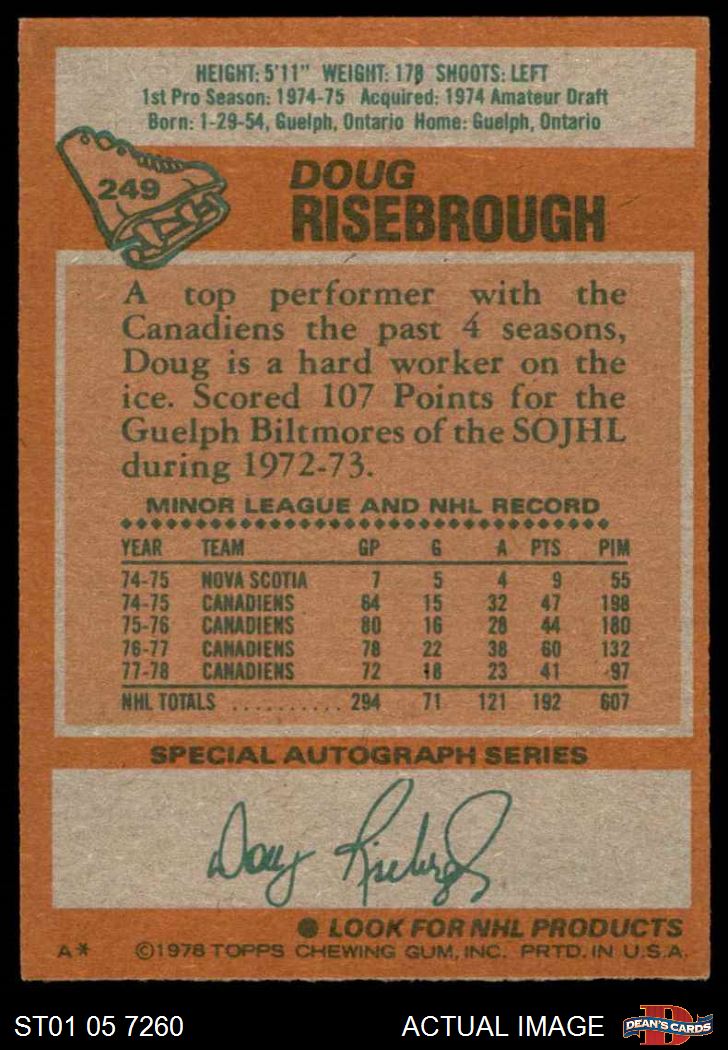 HEIGHT: 5'11" WEIGHT: 178 SHOOTS: LEFT
1st Pro Season: 1974-75 Acquired: 1974 Amateur Draft
Born: 1-29-54, Guelph, Ontario Home: Guelph, Ontario
249
DOUG
RISEBROUGH
A top performer with the
Canadiens the past 4 seasons,
Doug is a hard worker on the
ice. Scored 107 Points for the
Guelph Biltmores of the SOJHL
during 1972-73.
MINOR LEAGUE AND NHL RECORD
YEAR TEAM GP G A PTS PIM
74-75 NOVA SCOTIA 7 5 4 9 55
74-75 CANADIENS 64 15 32 47 198
75-76 CANADIENS 80 16 28 44 180
76-77 CANADIENS 78 22 38 60 132
77-78 CANADIENS 72 18 23 41 97
NHL TOTALS .......... 294 71 121 192 607
SPECIAL AUTOGRAPH SERIES
Doug Risebrough
LOOK FOR NHL PRODUCTS
A* ©1978 TOPPS CHEWING GUM, INC. PRTD. IN U.S.A.
ST01 05 7260 ACTUAL IMAGE D DEAN'S CARDS